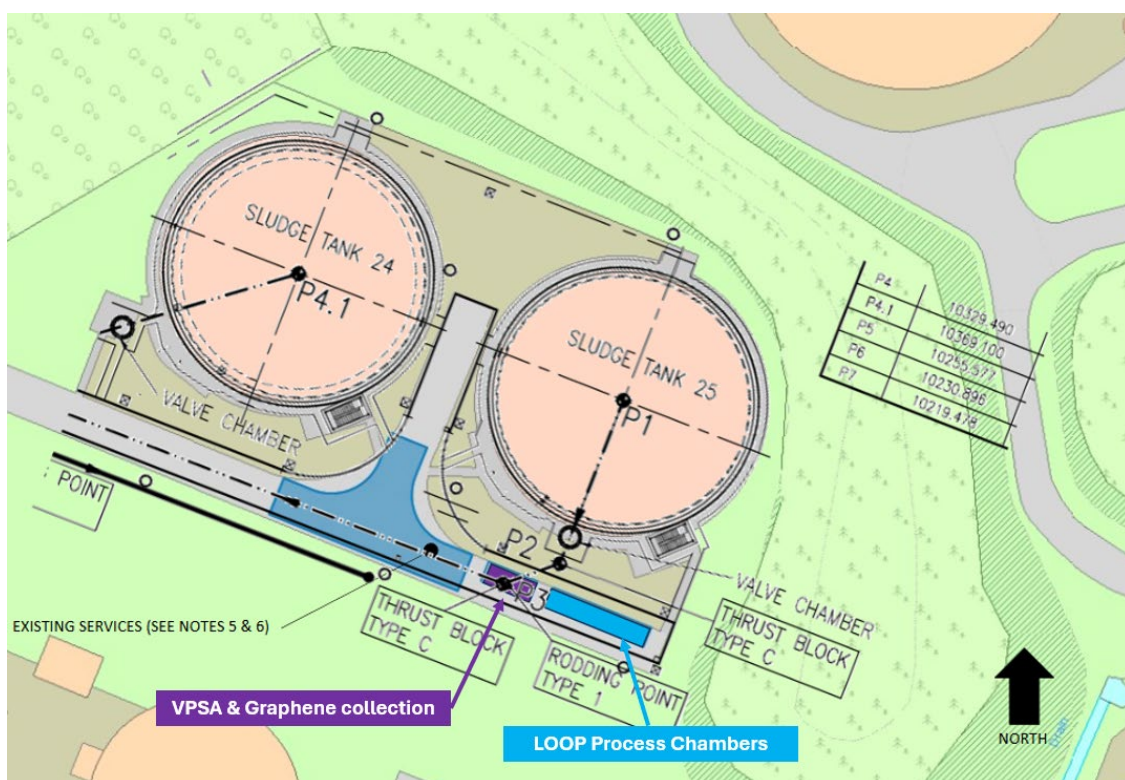 SLUDGE TANK 24
P4.1
SLUDGE TANK 25
P1
P4 10329.490
P4.1 10369.100
P5 10255.577
P6 10230.896
P7 10219.478
VALVE CHAMBER
POINT
P2
P3
VALVE CHAMBER
THRUST BLOCK
TYPE C
EXISTING SERVICES (SEE NOTES 5 & 6)
THRUST BLOCK
TYPE C
RODDING POINT
TYPE 1
VPSA & Graphene collection
LOOP Process Chambers
NORTH
Drain